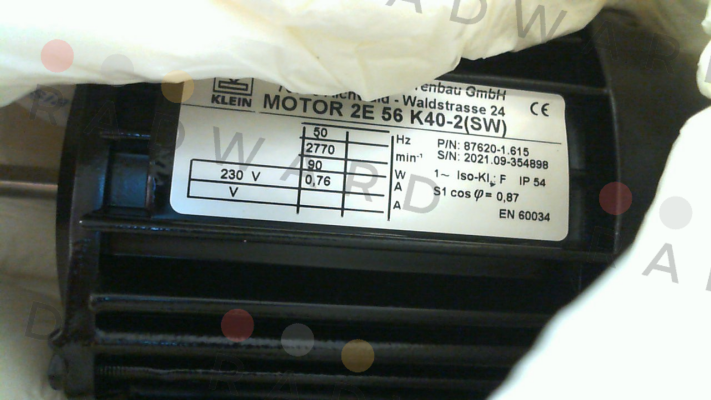 KLEIN
enbau GmbH
- Waldstrasse 24
MOTOR 2E 56 K40-2(SW)
CE
50 Hz
2770 min-1
90 W
230 V 0,76 A
V A
P/N: 87620-1.615
S/N: 2021.09-354898
1~ Iso-Kl.: F IP 54
S1 cos φ = 0,87
EN 60034